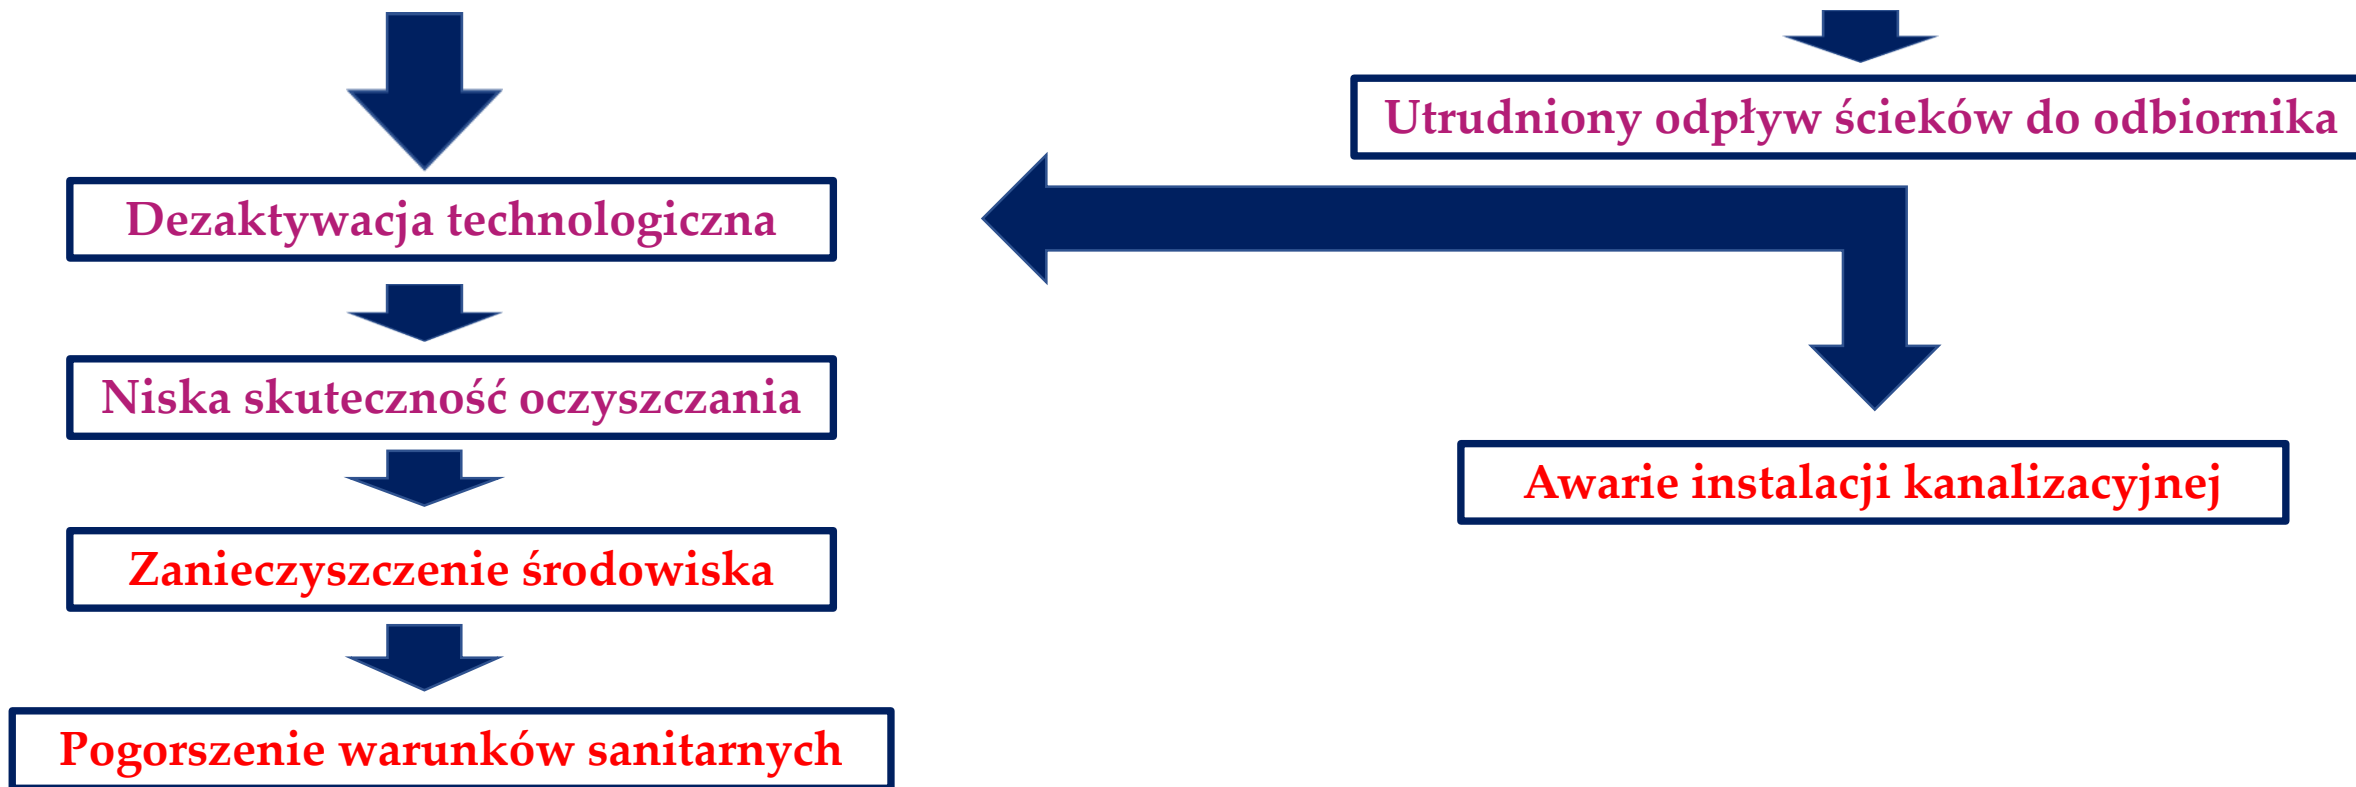 Utrudniony odpływ ścieków do odbiornika
Dezaktywacja technologiczna
Niska skuteczność oczyszczania
Awarie instalacji kanalizacyjnej
Zanieczyszczenie środowiska
Pogorszenie warunków sanitarnych